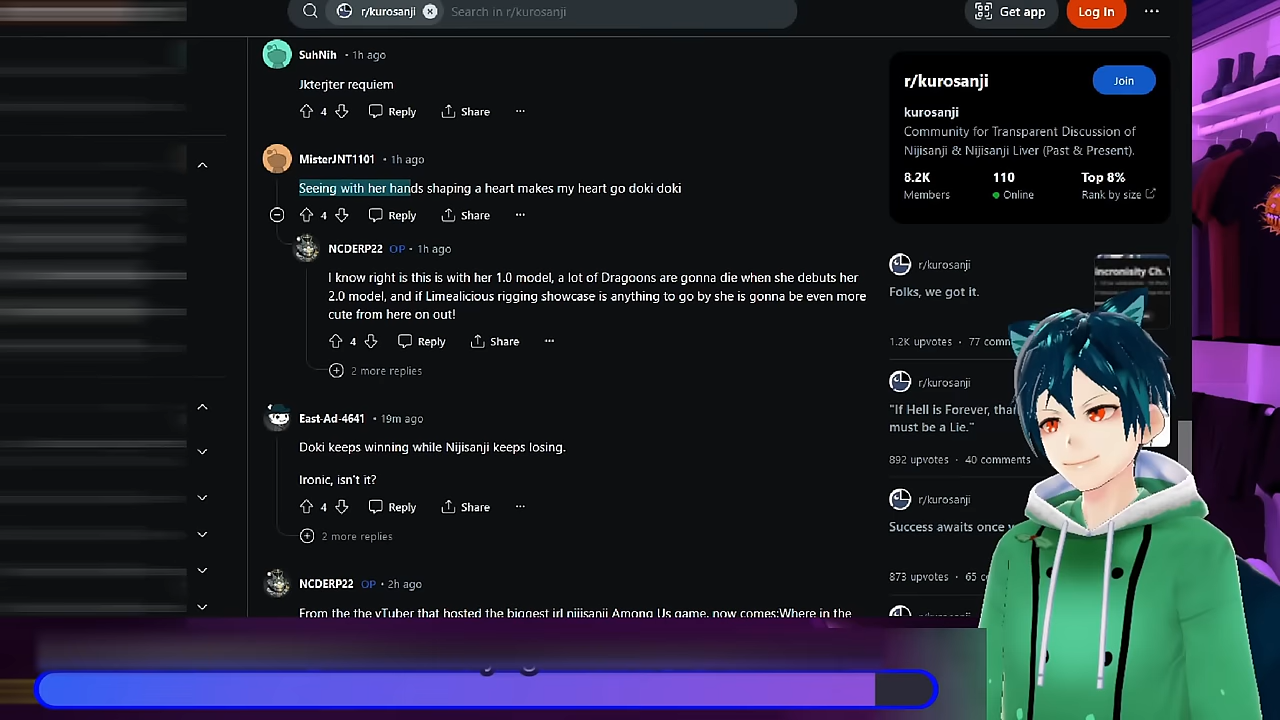 r/kurosanji
Search in r/kurosanji
Get app
Log In
SuhNih • 1h ago
Jkterjter requiem
4 Reply Share
MisterJNT1101 • 1h ago
Seeing with her hands shaping a heart makes my heart go doki doki
4 Reply Share
NCDERP22 OP • 1h ago
I know right is this is with her 1.0 model, a lot of Dragoons are gonna die when she debuts her
2.0 model, and if Limealicious rigging showcase is anything to go by she is gonna be even more
cute from here on out!
4 Reply Share
2 more replies
East-Ad-4641 • 19m ago
Doki keeps winning while Nijisanji keeps losing.
Ironic, isn't it?
4 Reply Share
2 more replies
NCDERP22 OP • 2h ago
From the the vTuber that hosted the biggest irl nijisanji Among Us game, now comes:Where in the
r/kurosanji
Join
kurosanji
Community for Transparent Discussion of
Nijisanji & Nijisanji Liver (Past & Present).
8.2K 110 Top 8%
Members Online Rank by size
r/kurosanji
Folks, we got it.
1.2K upvotes • 77 comm
r/kurosanji
"If Hell is Forever, tha
must be a Lie."
892 upvotes • 40 comments
r/kurosanji
Success awaits once
873 upvotes • 65 c